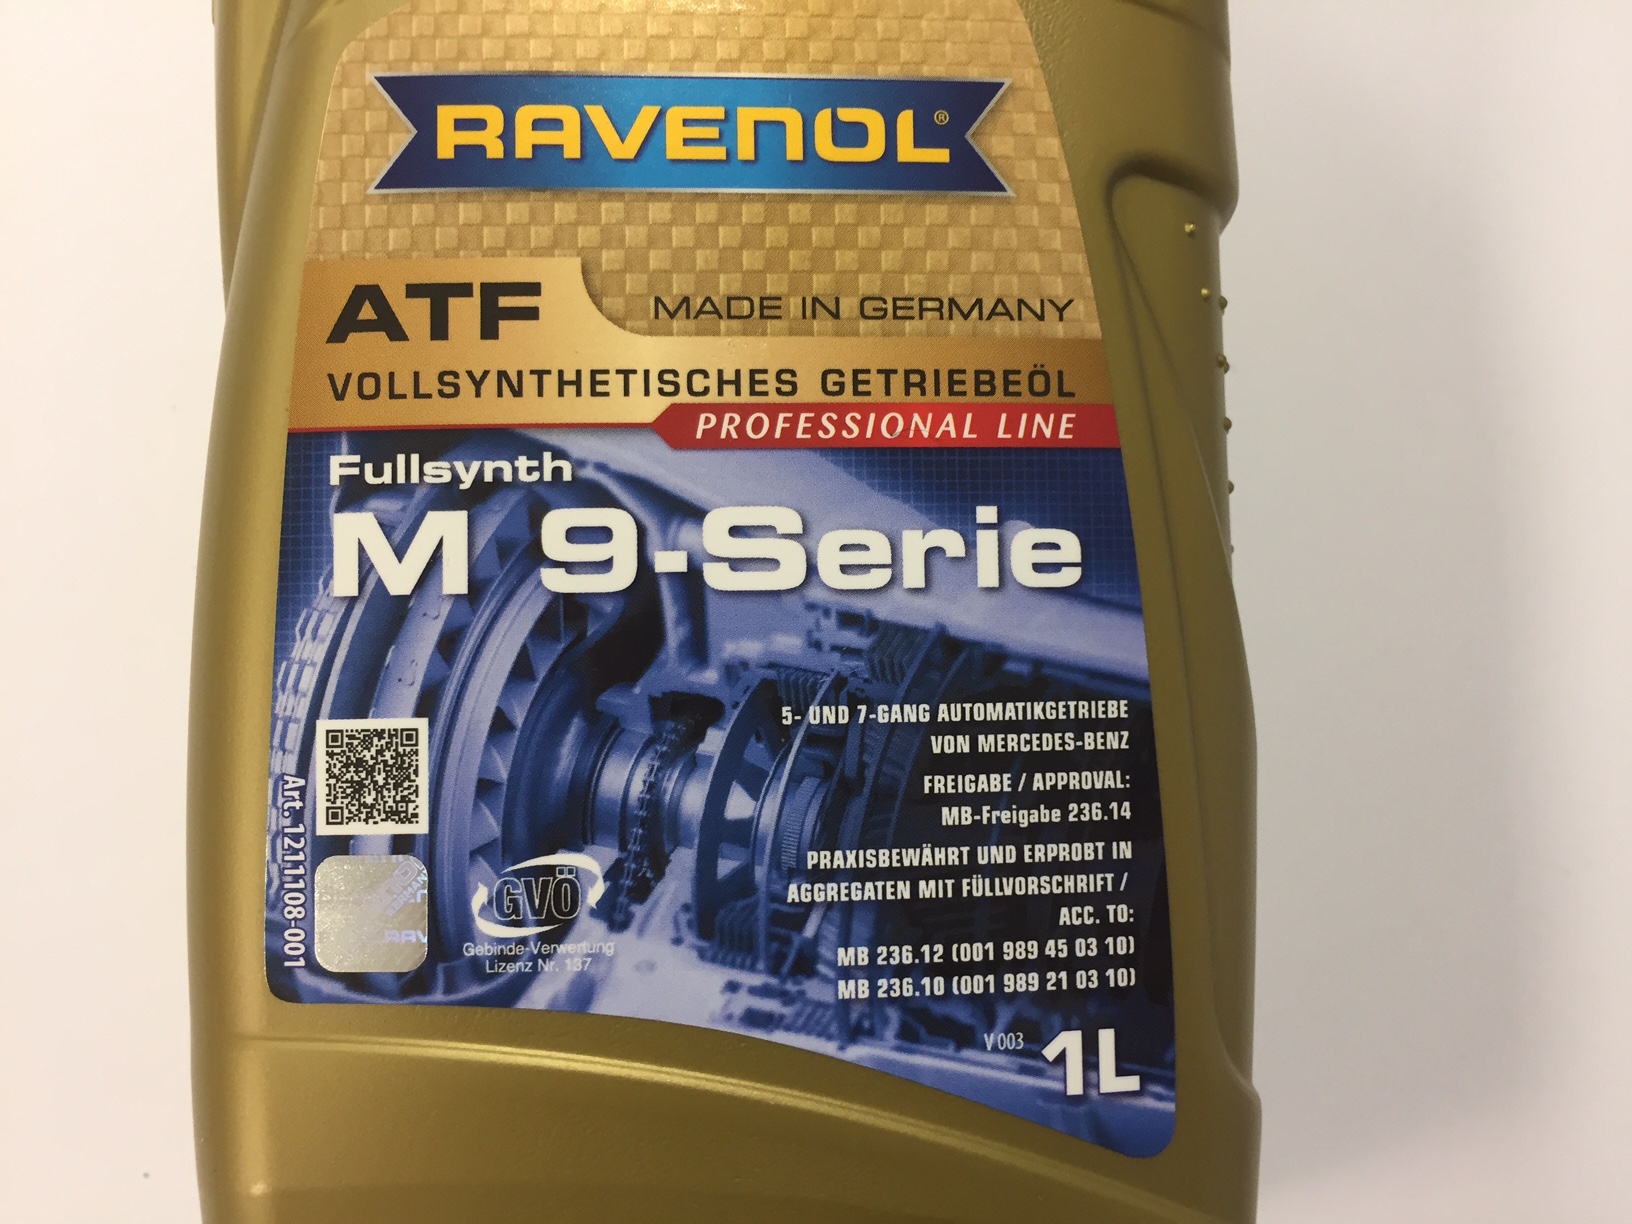 RAVENOL®
ATF
MADE IN GERMANY
VOLLSYNTHETISCHES GETRIEBEÖL
PROFESSIONAL LINE
Fullsynth
M 9-Serie
5- UND 7-GANG AUTOMATIKGETRIEBE
VON MERCEDES-BENZ
FREIGABE / APPROVAL:
MB-Freigabe 236.14
PRAXISBEWÄHRT UND ERPROBT IN
AGGREGATEN MIT FÜLLVORSCHRIFT /
ACC. TO:
MB 236.12 (001 989 45 03 10)
MB 236.10 (001 989 21 03 10)
Art. 1211108-001
GVÖ
Gebinde-Verwertung
Lizenz Nr. 137
V 003
1L